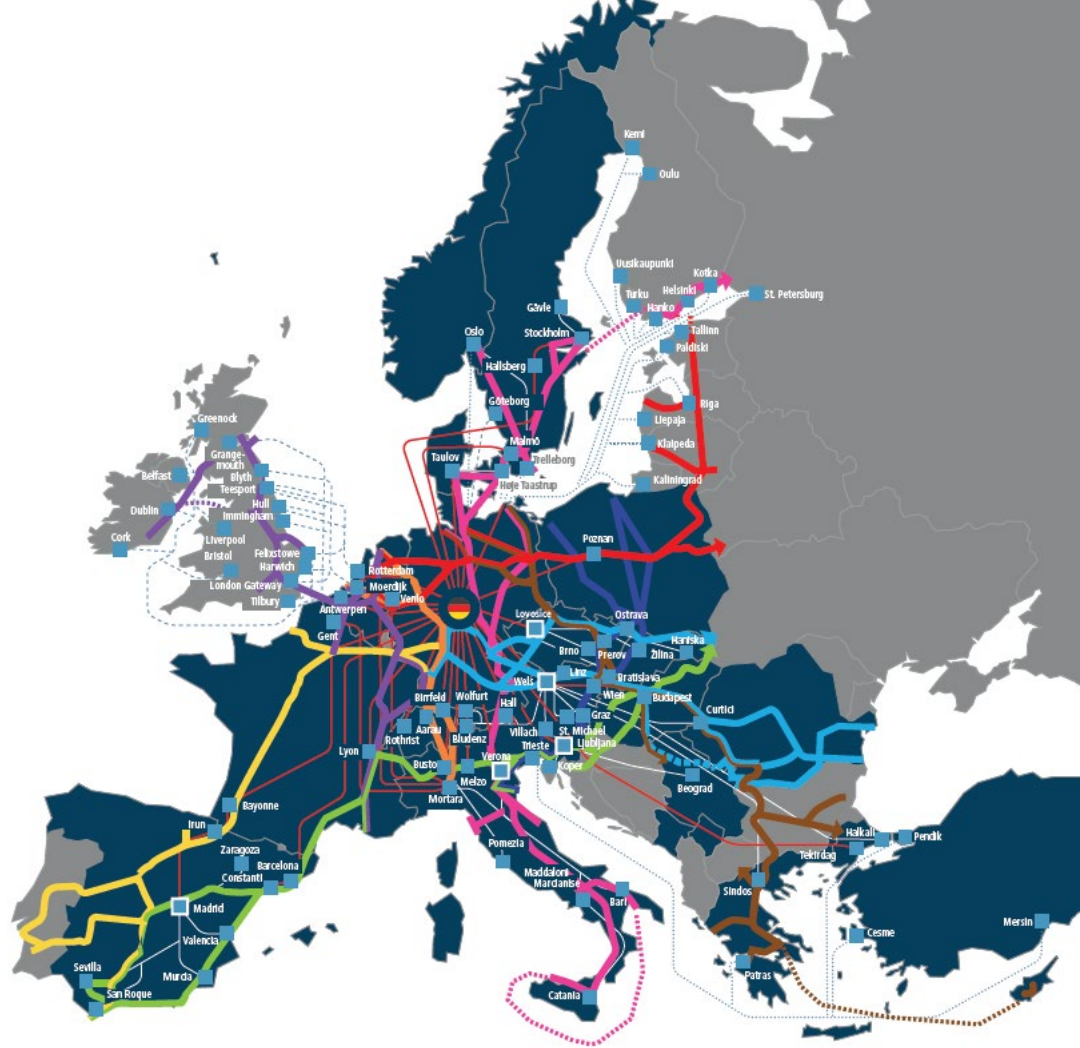 Kemi
Oulu
Uusikaupunki
Kotka
Helsinki
Turku
Hanko
St. Petersburg
Gävle
Stockholm
Tallinn
Paldiski
Oslo
Hallsberg
Göteborg
Riga
Liepaja
Klaipeda
Kaliningrad
Malmö
Trelleborg
Taulov
Høje Taastrup
Greenock
Grange-
mouth
Blyth
Teesport
Belfast
Hull
Immingham
Dublin
Cork
Liverpool
Bristol
Felixstowe
Harwich
London Gateway
Tilbury
Rotterdam
Moerdijk
Venlo
Antwerpen
Gent
Poznan
Lovosice
Ostrava
Haniska
Brno
Prerov
Žilina
Linz
Wels
Bratislava
Wien
Budapest
Birrfeld
Wolfurt
Hall
Graz
Curtici
Aarau
Rothrist
Bludenz
Villach
St. Michael
Ljubljana
Trieste
Koper
Lyon
Busto
Melzo
Verona
Mortara
Beograd
Bayonne
Irun
Zaragoza
Barcelona
Constanti
Madrid
Valencia
Murcia
Sevilla
San Roque
Pomezia
Maddaloni
Marcianise
Bari
Catania
Halkali
Pendik
Tekirdag
Sindos
Patras
Cesme
Mersin